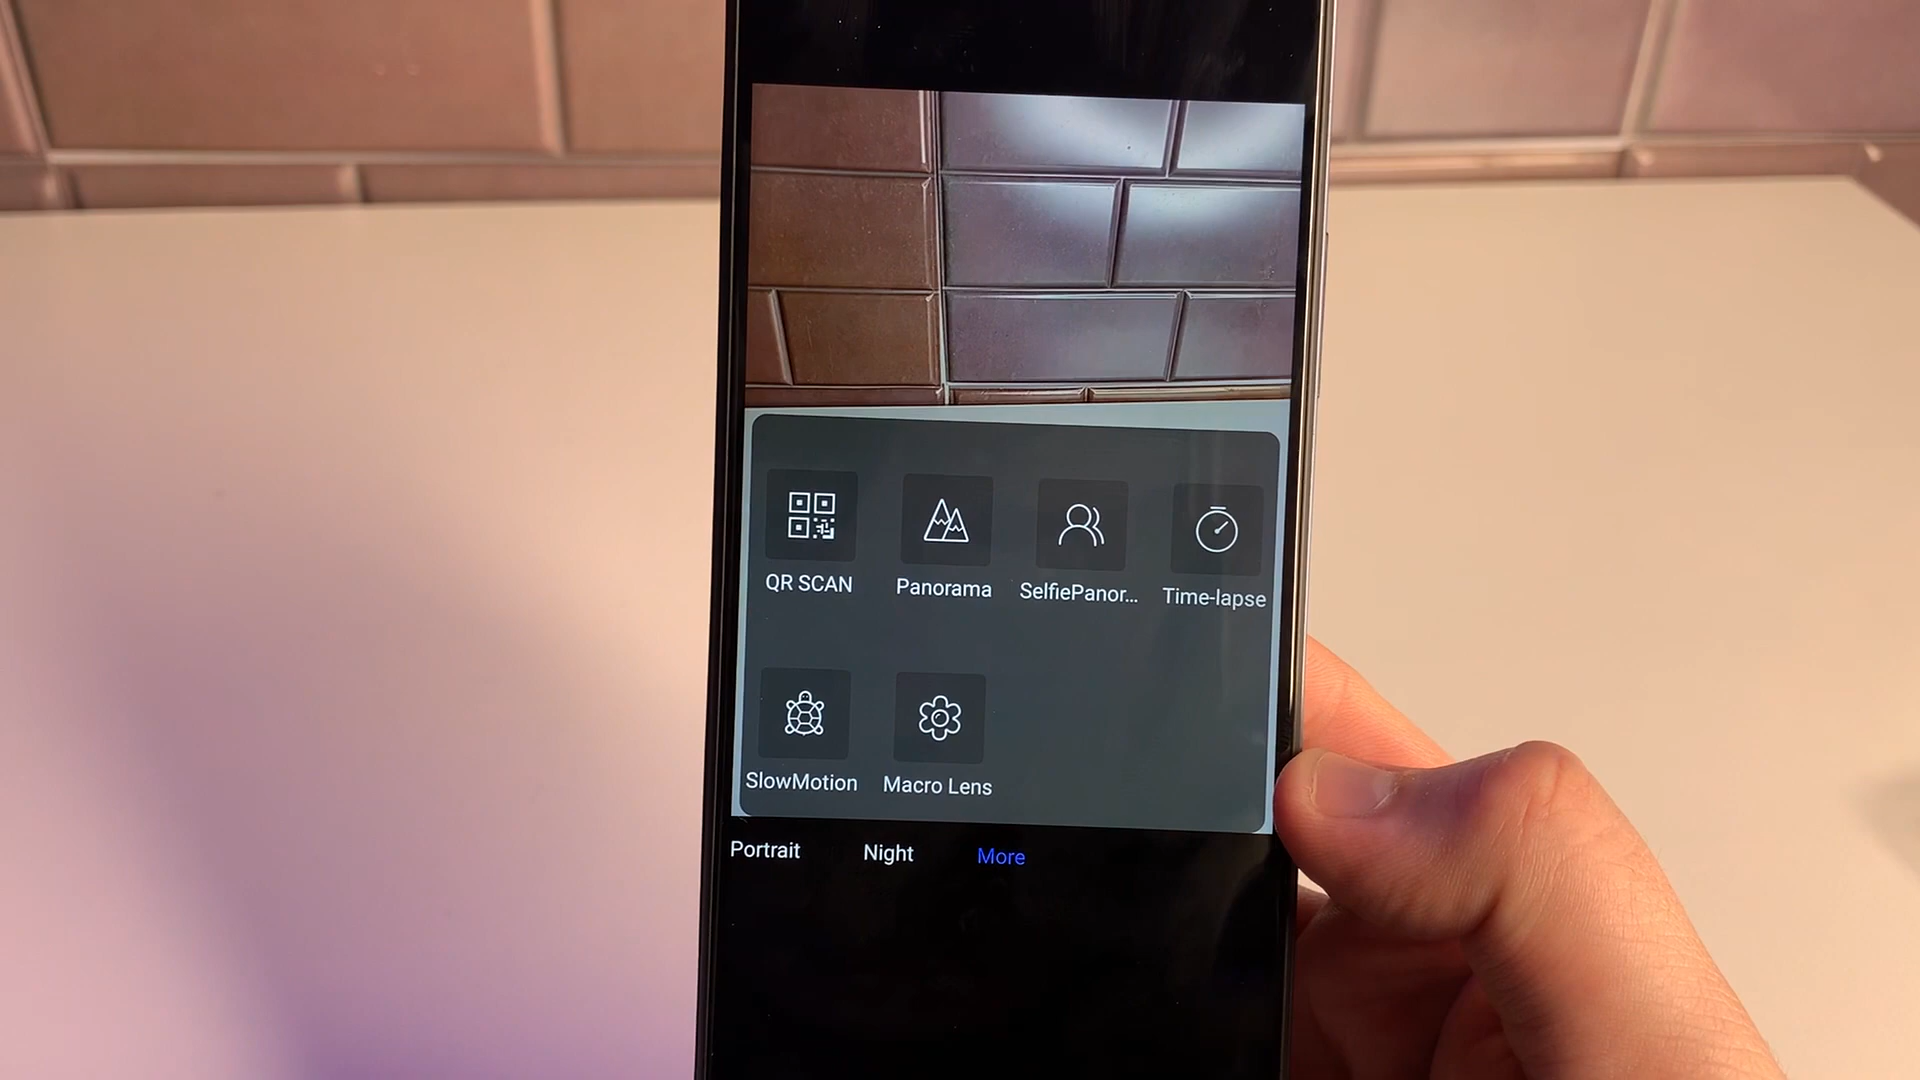 QR SCAN
Panorama
SelfiePanor...
Time-lapse
SlowMotion
Macro Lens
Portrait
Night
More